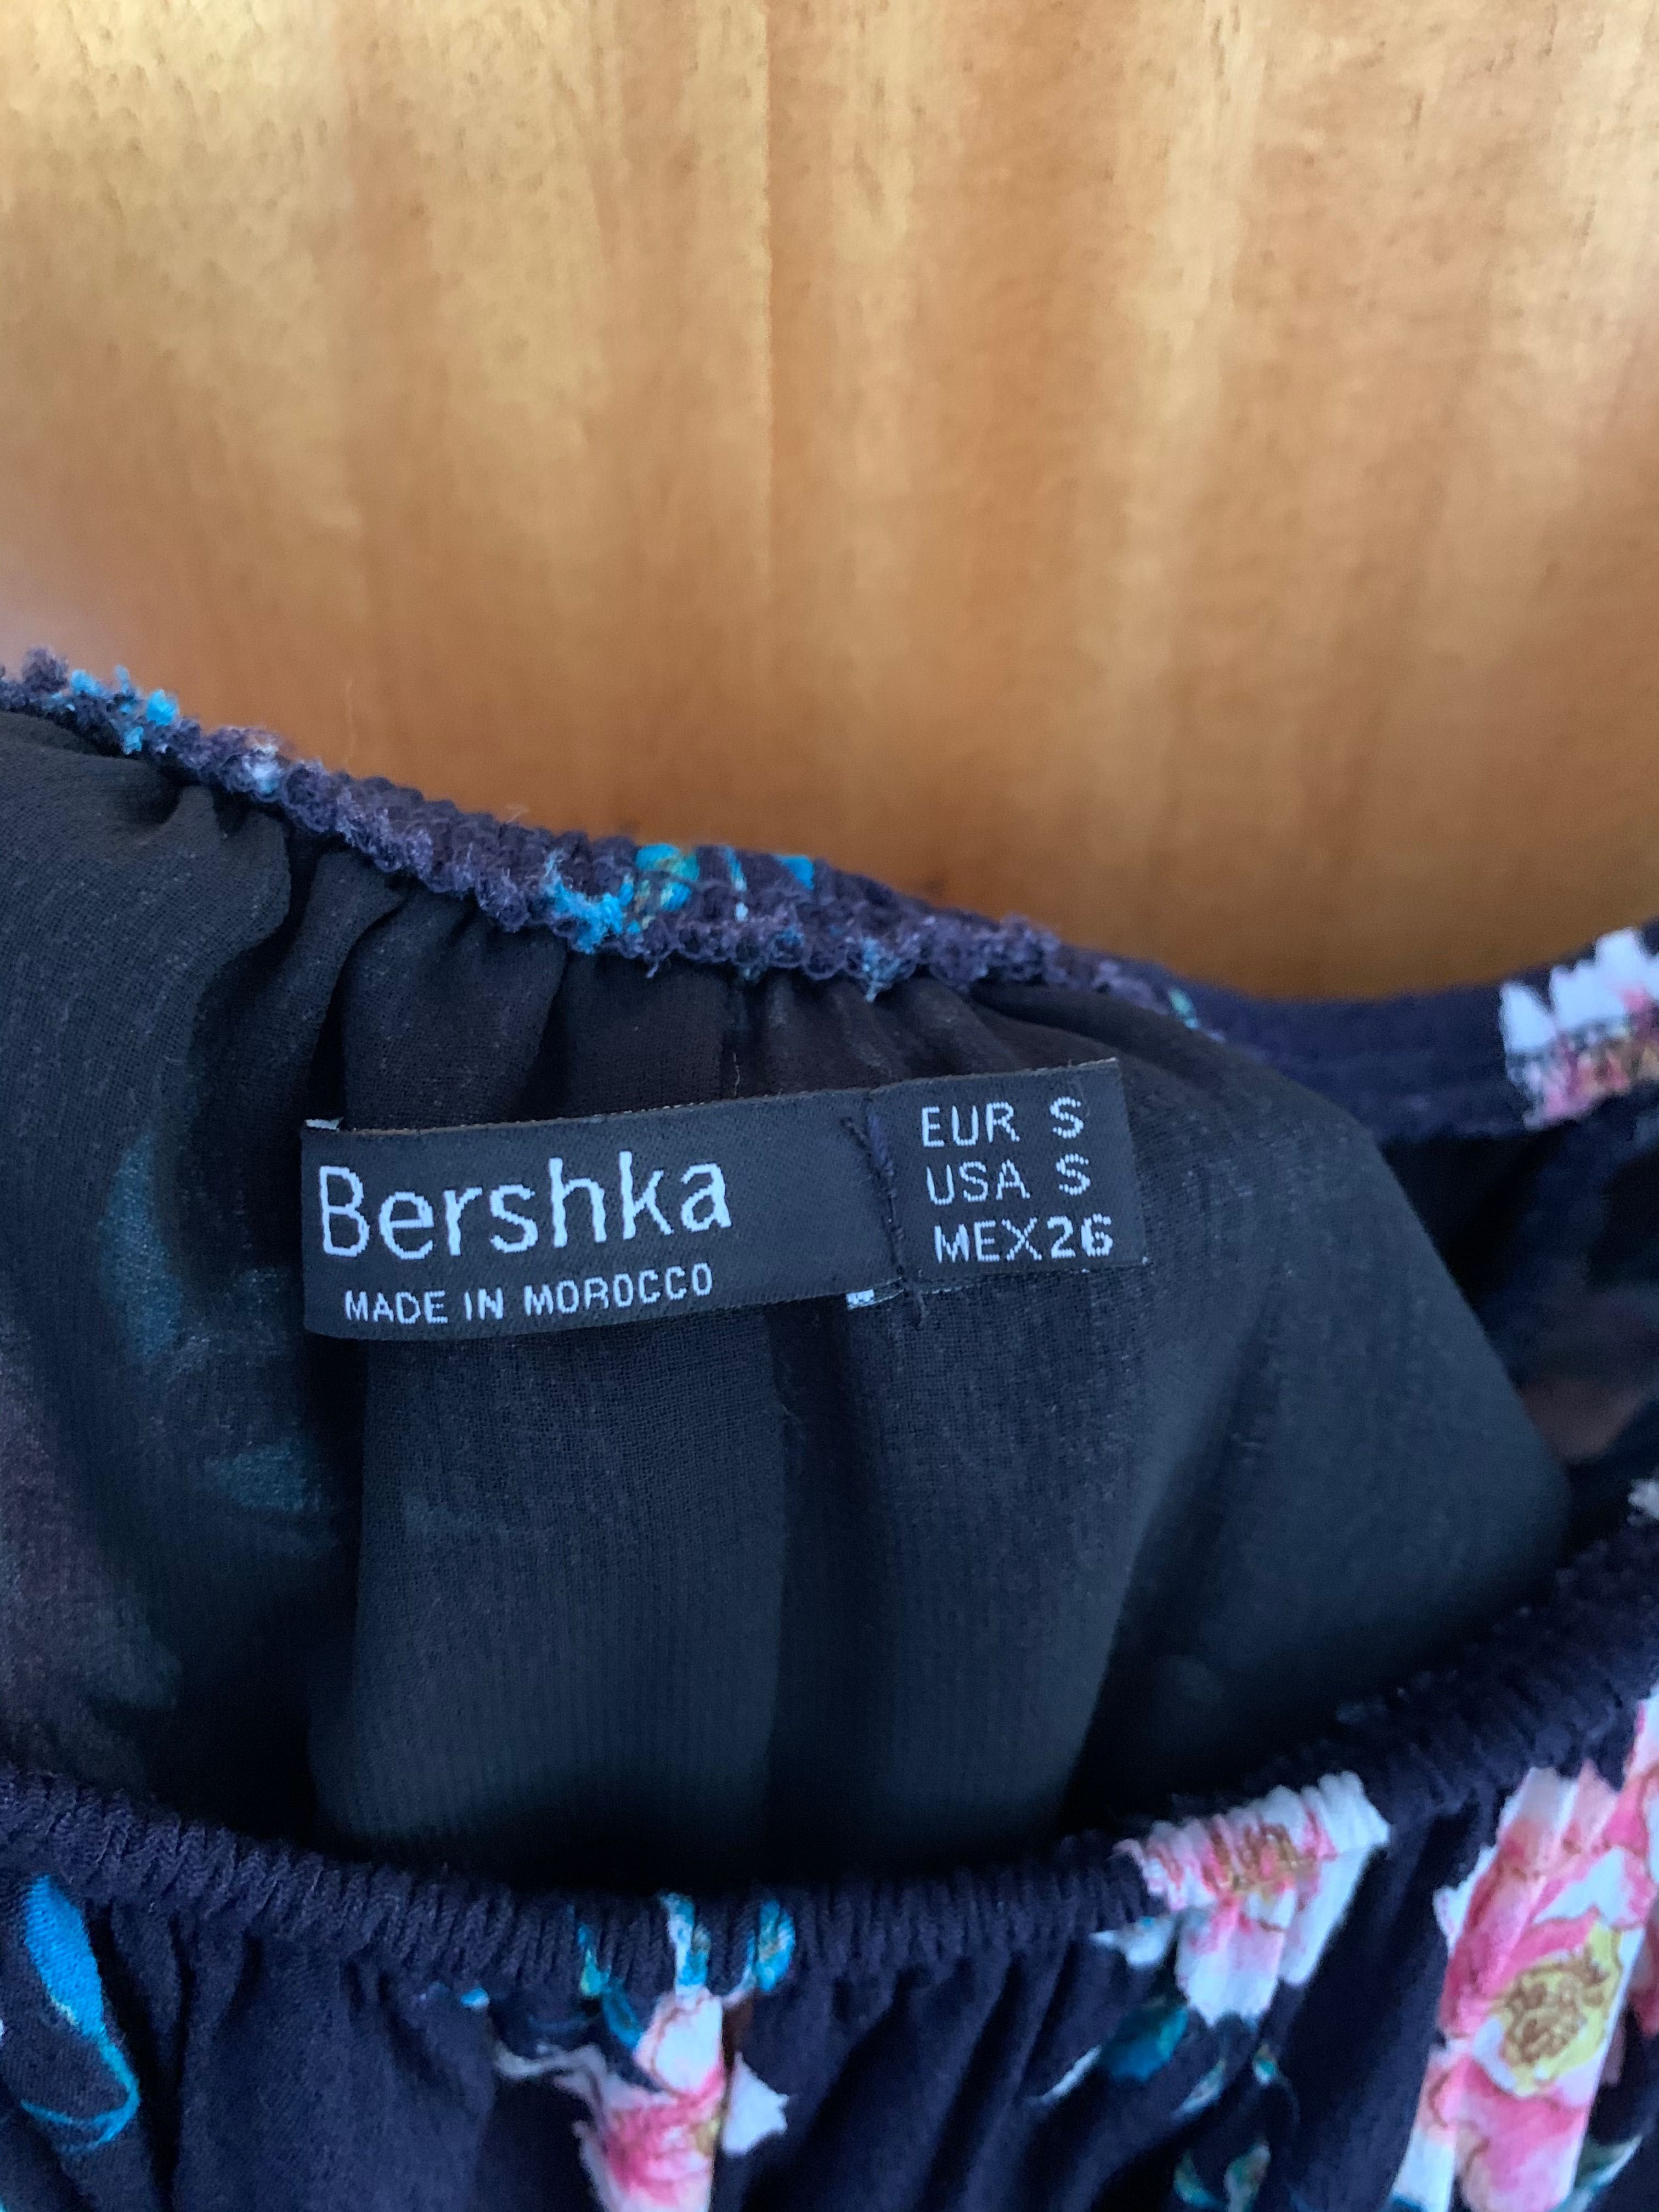 Bershka
MADE IN MOROCCO
EUR S
USA S
MEX26